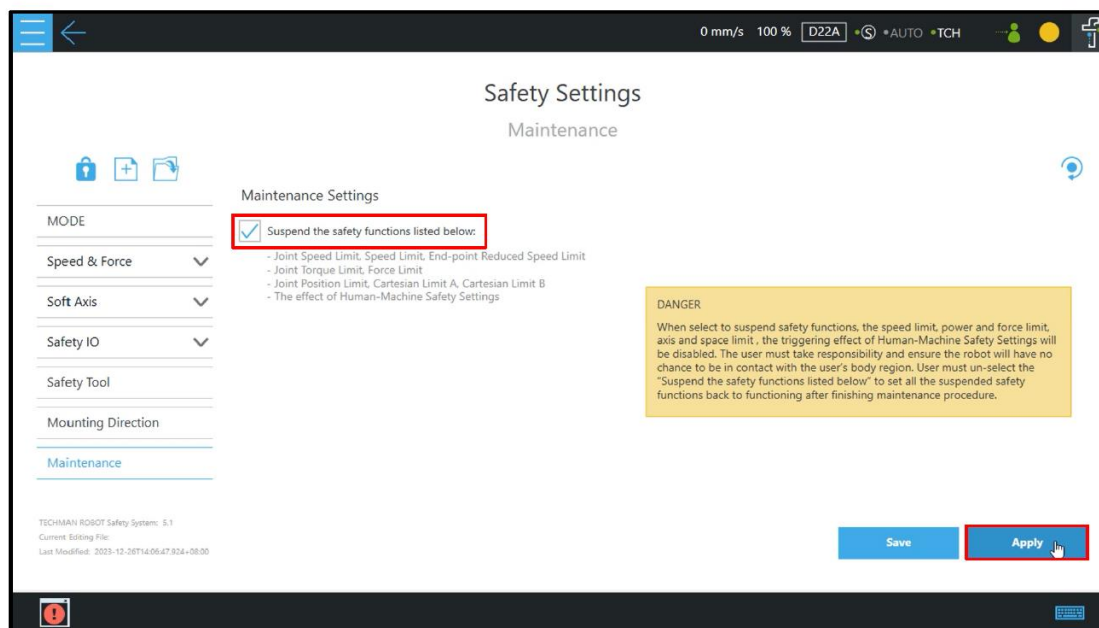 0 mm/s 100 % D22A S AUTO TCH
Safety Settings
Maintenance
Maintenance Settings
MODE
Suspend the safety functions listed below:
- Joint Speed Limit, Speed Limit, End-point Reduced Speed Limit
- Joint Torque Limit, Force Limit
- Joint Position Limit, Cartesian Limit A, Cartesian Limit B
- The effect of Human-Machine Safety Settings
Speed & Force
Soft Axis
Safety IO
Safety Tool
Mounting Direction
Maintenance
DANGER
When select to suspend safety functions, the speed limit, power and force limit,
axis and space limit , the triggering effect of Human-Machine Safety Settings will
be disabled. The user must take responsibility and ensure the robot will have no
chance to be in contact with the user's body region. User must un-select the
"Suspend the safety functions listed below" to set all the suspended safety
functions back to functioning after finishing maintenance procedure.
TECHMAN ROBOT Safety System: 5.1
Current Editing File:
Last Modified: 2023-12-26T14:06:47.924+08:00
Save
Apply